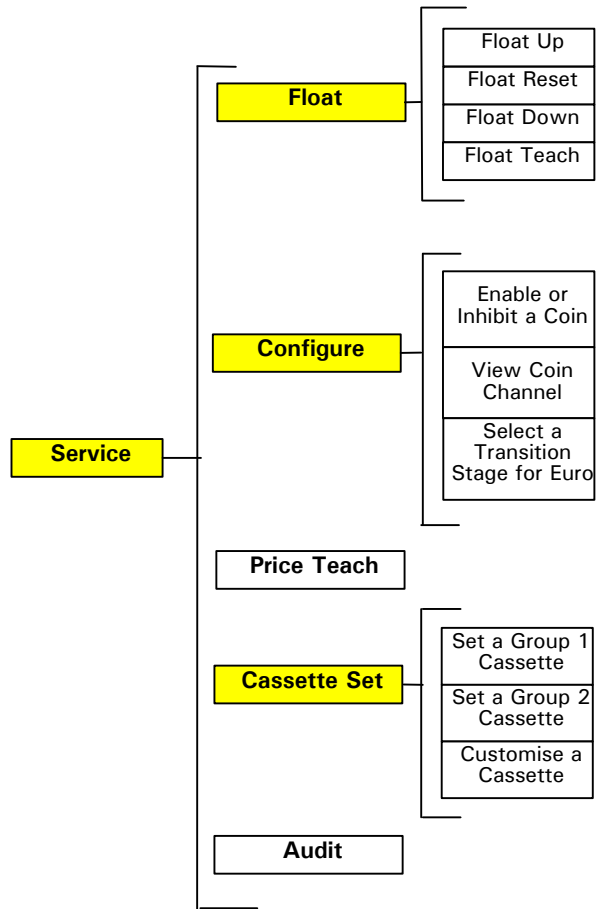 Float Up
Float Reset
Float Down
Float Teach
Float
Enable or
Inhibit a Coin
View Coin
Channel
Select a
Transition
Stage for Euro
Configure
Service
Price Teach
Set a Group 1
Cassette
Set a Group 2
Cassette
Customise a
Cassette
Cassette Set
Audit